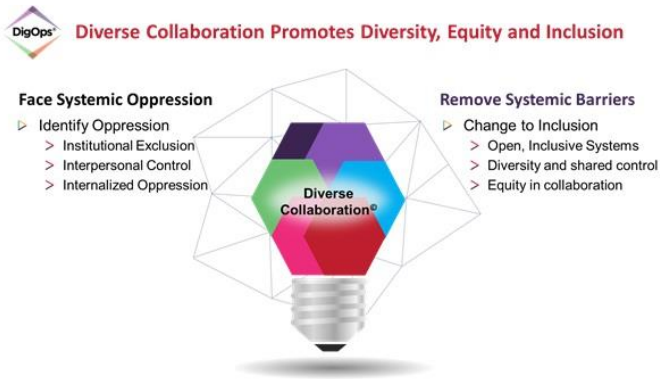 DigOps®
Diverse Collaboration Promotes Diversity, Equity and Inclusion
Face Systemic Oppression
Identify Oppression
> Institutional Exclusion
> Interpersonal Control
> Internalized Oppression
Diverse
Collaboration©
Remove Systemic Barriers
Change to Inclusion
> Open, Inclusive Systems
> Diversity and shared control
> Equity in collaboration